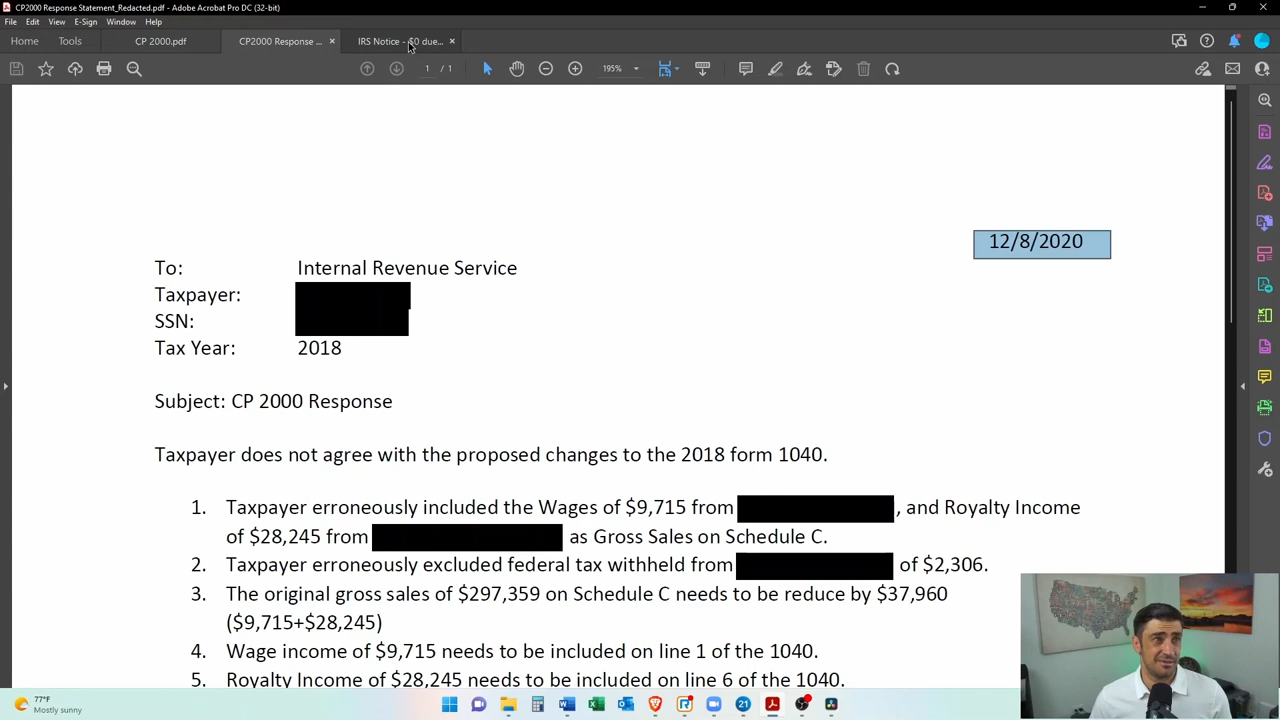 CP2000 Response Statement_Redacted.pdf - Adobe Acrobat Pro DC (32-bit)
File Edit View E-Sign Window Help
Home Tools CP 2000.pdf CP2000 Response ... × IRS Notice - $0 due... ×
1 / 1 195%
12/8/2020
To: Internal Revenue Service
Taxpayer:
SSN:
Tax Year: 2018
Subject: CP 2000 Response
Taxpayer does not agree with the proposed changes to the 2018 form 1040.
1. Taxpayer erroneously included the Wages of $9,715 from , and Royalty Income
of $28,245 from as Gross Sales on Schedule C.
2. Taxpayer erroneously excluded federal tax withheld from of $2,306.
3. The original gross sales of $297,359 on Schedule C needs to be reduce by $37,960
($9,715+$28,245)
4. Wage income of $9,715 needs to be included on line 1 of the 1040.
5. Royalty Income of $28,245 needs to be included on line 6 of the 1040.
77°F
Mostly sunny
21